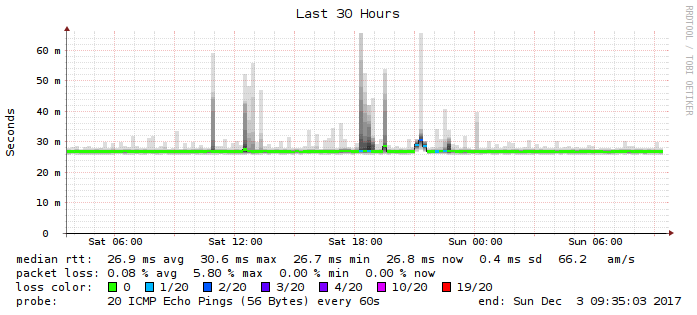 Last 30 Hours
RRDTOOL / TOBI OETIKER
Seconds
60 m
50 m
40 m
30 m
20 m
10 m
0
Sat 06:00 Sat 12:00 Sat 18:00 Sun 00:00 Sun 06:00
median rtt: 26.9 ms avg 30.6 ms max 26.7 ms min 26.8 ms now 0.4 ms sd 66.2 am/s
packet loss: 0.08 % avg 5.80 % max 0.00 % min 0.00 % now
loss color: 0 1/20 2/20 3/20 4/20 10/20 19/20
probe: 20 ICMP Echo Pings (56 Bytes) every 60s end: Sun Dec 3 09:35:03 2017